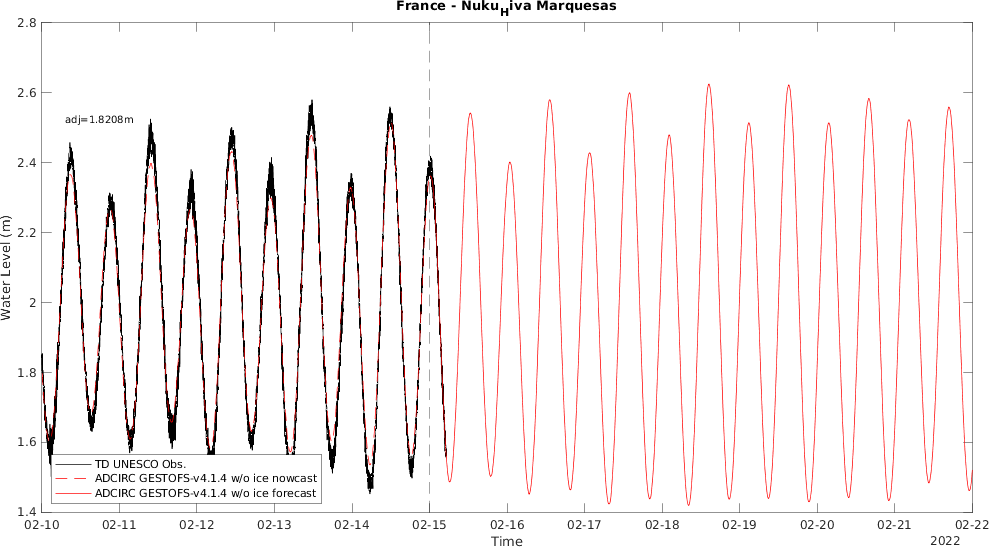 France - Nuku_Hiva Marquesas
2.8
2.6
2.4
2.2
2
1.8
1.6
1.4
Water Level (m)
adj=1.8208m
TD UNESCO Obs.
ADCIRC GESTOFS-v4.1.4 w/o ice nowcast
ADCIRC GESTOFS-v4.1.4 w/o ice forecast
02-10 02-11 02-12 02-13 02-14 02-15 02-16 02-17 02-18 02-19 02-20 02-21 02-22
Time
2022